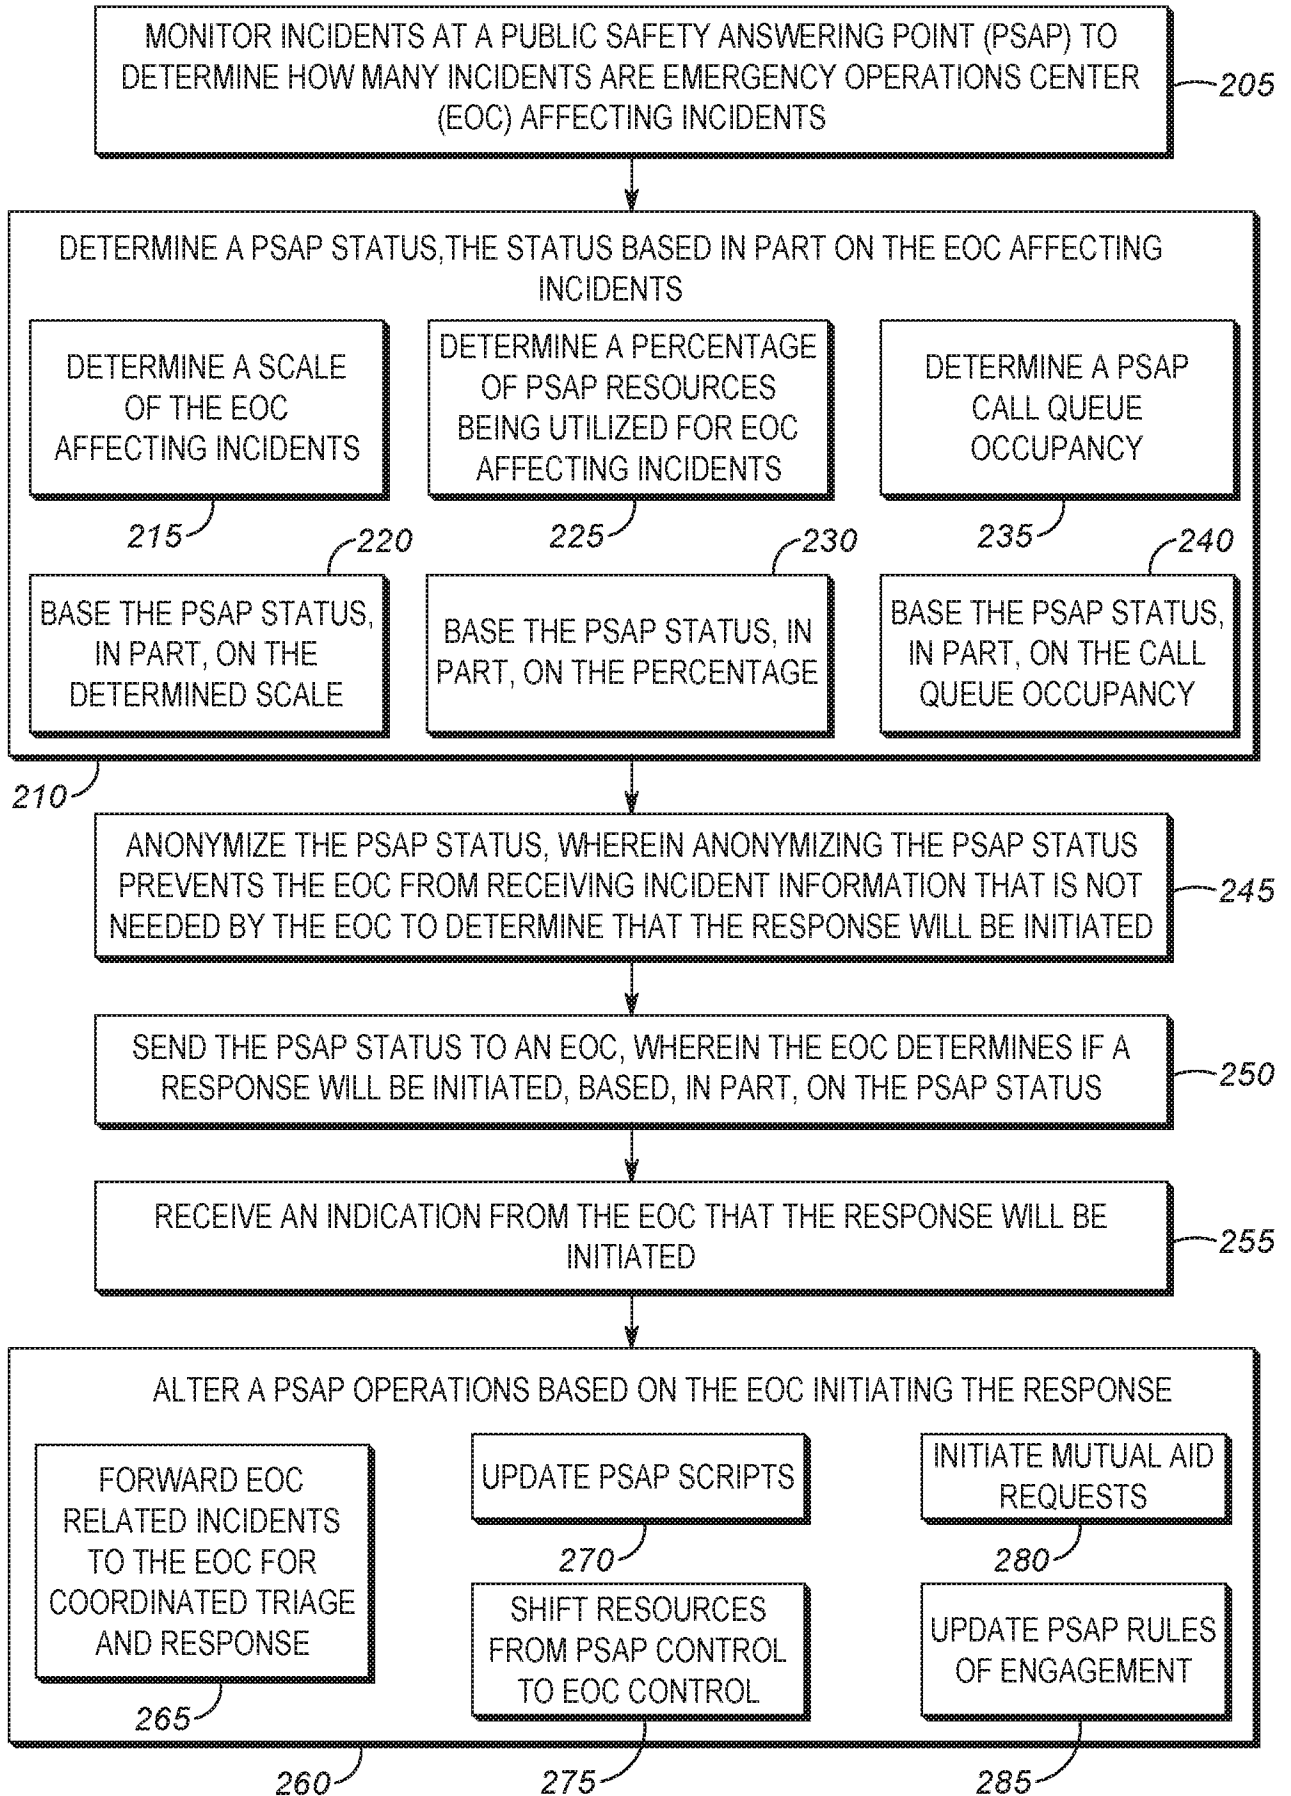 MONITOR INCIDENTS AT A PUBLIC SAFETY ANSWERING POINT (PSAP) TO
DETERMINE HOW MANY INCIDENTS ARE EMERGENCY OPERATIONS CENTER
(EOC) AFFECTING INCIDENTS
205
DETERMINE A PSAP STATUS,THE STATUS BASED IN PART ON THE EOC AFFECTING
INCIDENTS
DETERMINE A SCALE
OF THE EOC
AFFECTING INCIDENTS
215
DETERMINE A PERCENTAGE
OF PSAP RESOURCES
BEING UTILIZED FOR EOC
AFFECTING INCIDENTS
225
DETERMINE A PSAP
CALL QUEUE
OCCUPANCY
235
220
BASE THE PSAP STATUS,
IN PART, ON THE
DETERMINED SCALE
230
BASE THE PSAP STATUS, IN
PART, ON THE PERCENTAGE
240
BASE THE PSAP STATUS,
IN PART, ON THE CALL
QUEUE OCCUPANCY
210
ANONYMIZE THE PSAP STATUS, WHEREIN ANONYMIZING THE PSAP STATUS
PREVENTS THE EOC FROM RECEIVING INCIDENT INFORMATION THAT IS NOT
NEEDED BY THE EOC TO DETERMINE THAT THE RESPONSE WILL BE INITIATED
245
SEND THE PSAP STATUS TO AN EOC, WHEREIN THE EOC DETERMINES IF A
RESPONSE WILL BE INITIATED, BASED, IN PART, ON THE PSAP STATUS
250
RECEIVE AN INDICATION FROM THE EOC THAT THE RESPONSE WILL BE
INITIATED
255
ALTER A PSAP OPERATIONS BASED ON THE EOC INITIATING THE RESPONSE
FORWARD EOC
RELATED INCIDENTS
TO THE EOC FOR
COORDINATED TRIAGE
AND RESPONSE
265
UPDATE PSAP SCRIPTS
270
INITIATE MUTUAL AID
REQUESTS
280
SHIFT RESOURCES
FROM PSAP CONTROL
TO EOC CONTROL
275
UPDATE PSAP RULES
OF ENGAGEMENT
285
260